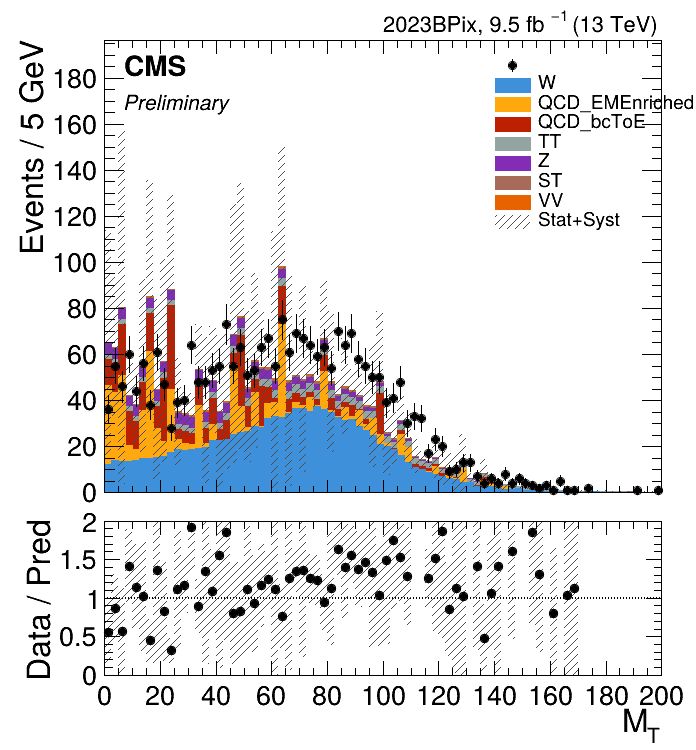 2023BPix, 9.5 fb⁻¹ (13 TeV)
CMS
Preliminary
W
QCD_EMEnriched
QCD_bcToE
TT
Z
ST
VV
Stat+Syst
Events / 5 GeV
180
160
140
120
100
80
60
40
20
0
Data / Pred
2
1.5
1
0.5
0
0 20 40 60 80 100 120 140 160 180 200
M_T